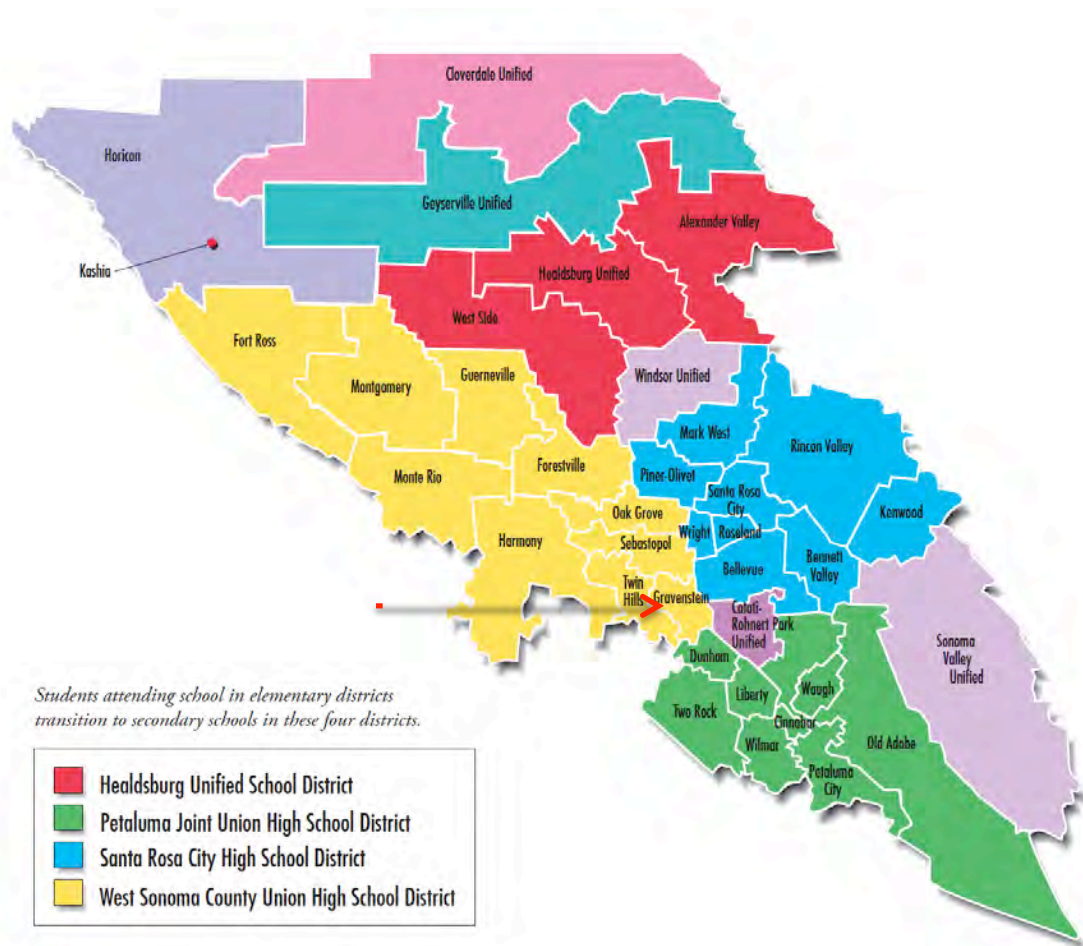 Cloverdale Unified
Horicon
Geyserville Unified
Alexander Valley
Kashia
Healdsburg Unified
West Side
Fort Ross
Guerneville
Windsor Unified
Montgomery
Mark West
Rincon Valley
Monte Rio
Forestville
Piner-Olivet
Santa Rosa
City
Kenwood
Oak Grove
Harmony
Wright
Roseland
Sebastopol
Bennett
Valley
Bellevue
Twin
Hills
Gravenstein
Cotati-
Rohnert Park
Unified
Sonoma
Valley
Unified
Dunham
Liberty
Waugh
Two Rock
Cinnabar
Wilmar
Old Adobe
Petaluma
City
Students attending school in elementary districts
transition to secondary schools in these four districts.
Healdsburg Unified School District
Petaluma Joint Union High School District
Santa Rosa City High School District
West Sonoma County Union High School District